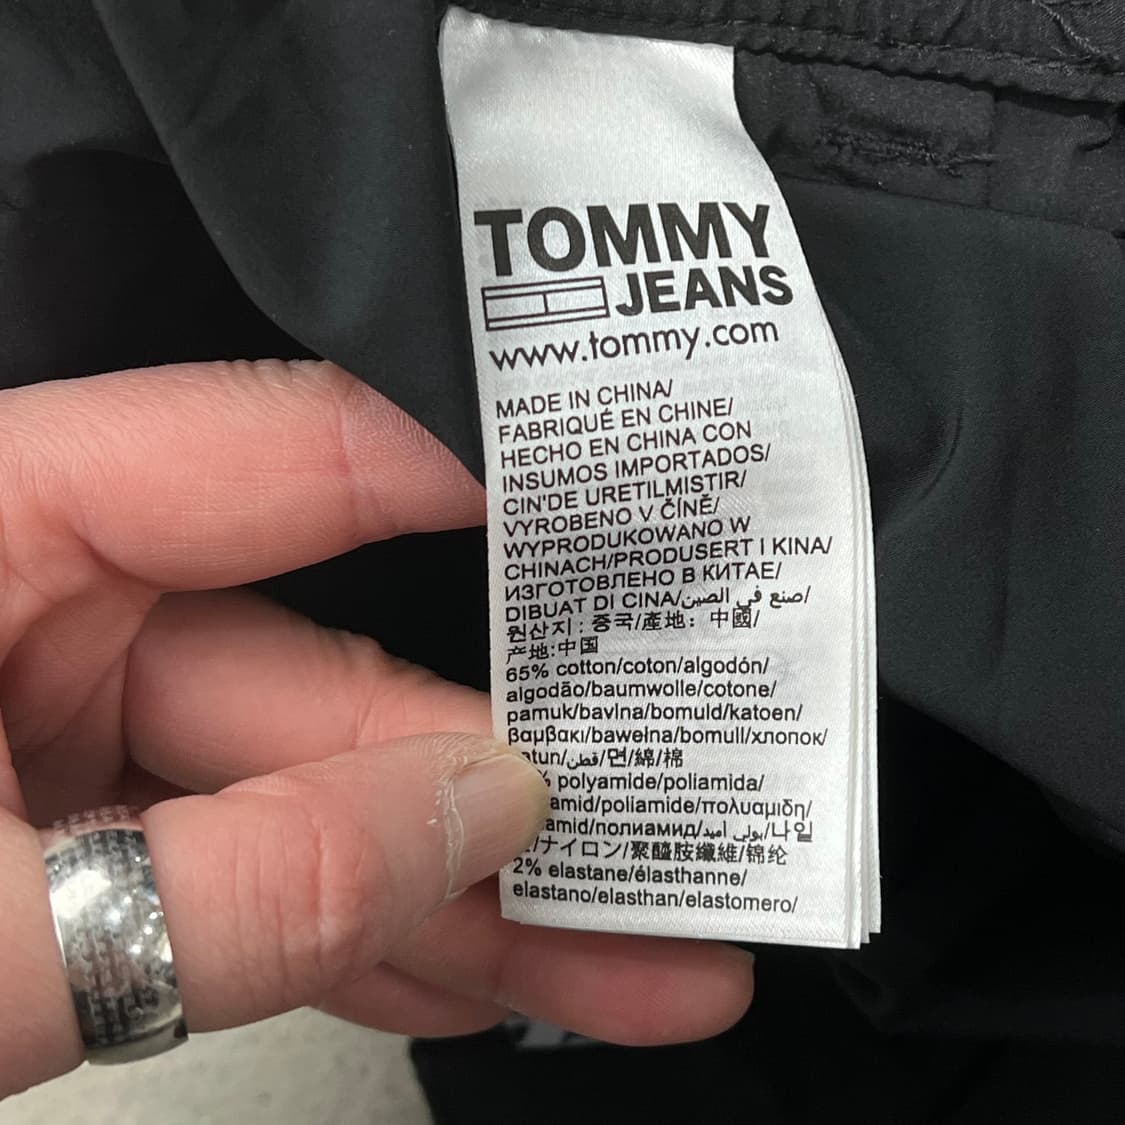 TOMMY
JEANS
www.tommy.com
MADE IN CHINA/
FABRIQUÉ EN CHINE/
HECHO EN CHINA CON
INSUMOS IMPORTADOS/
CIN'DE URETILMISTIR/
VYROBENO V ČÍNĚ/
WYPRODUKOWANO W
CHINACH/PRODUSERT I KINA/
ИЗГОТОВЛЕНО В КИТАЕ/
DIBUAT DI CINA/صنع في الصين/
원산지: 중국/產地: 中國/
产地:中国
65% cotton/coton/algodón/
algodão/baumwolle/cotone/
pamuk/bavlna/bomuld/katoen/
βαμβακι/bawełna/bomull/хлопок/
atun/قطن/면/綿/棉
% polyamide/poliamida/
amid/poliamide/πολυαμιδη/
amid/полиамид/بولى أميد/나일
/ナイロン/聚醯胺纖維/锦纶
2% elastane/élasthanne/
elastano/elasthan/elastomero/